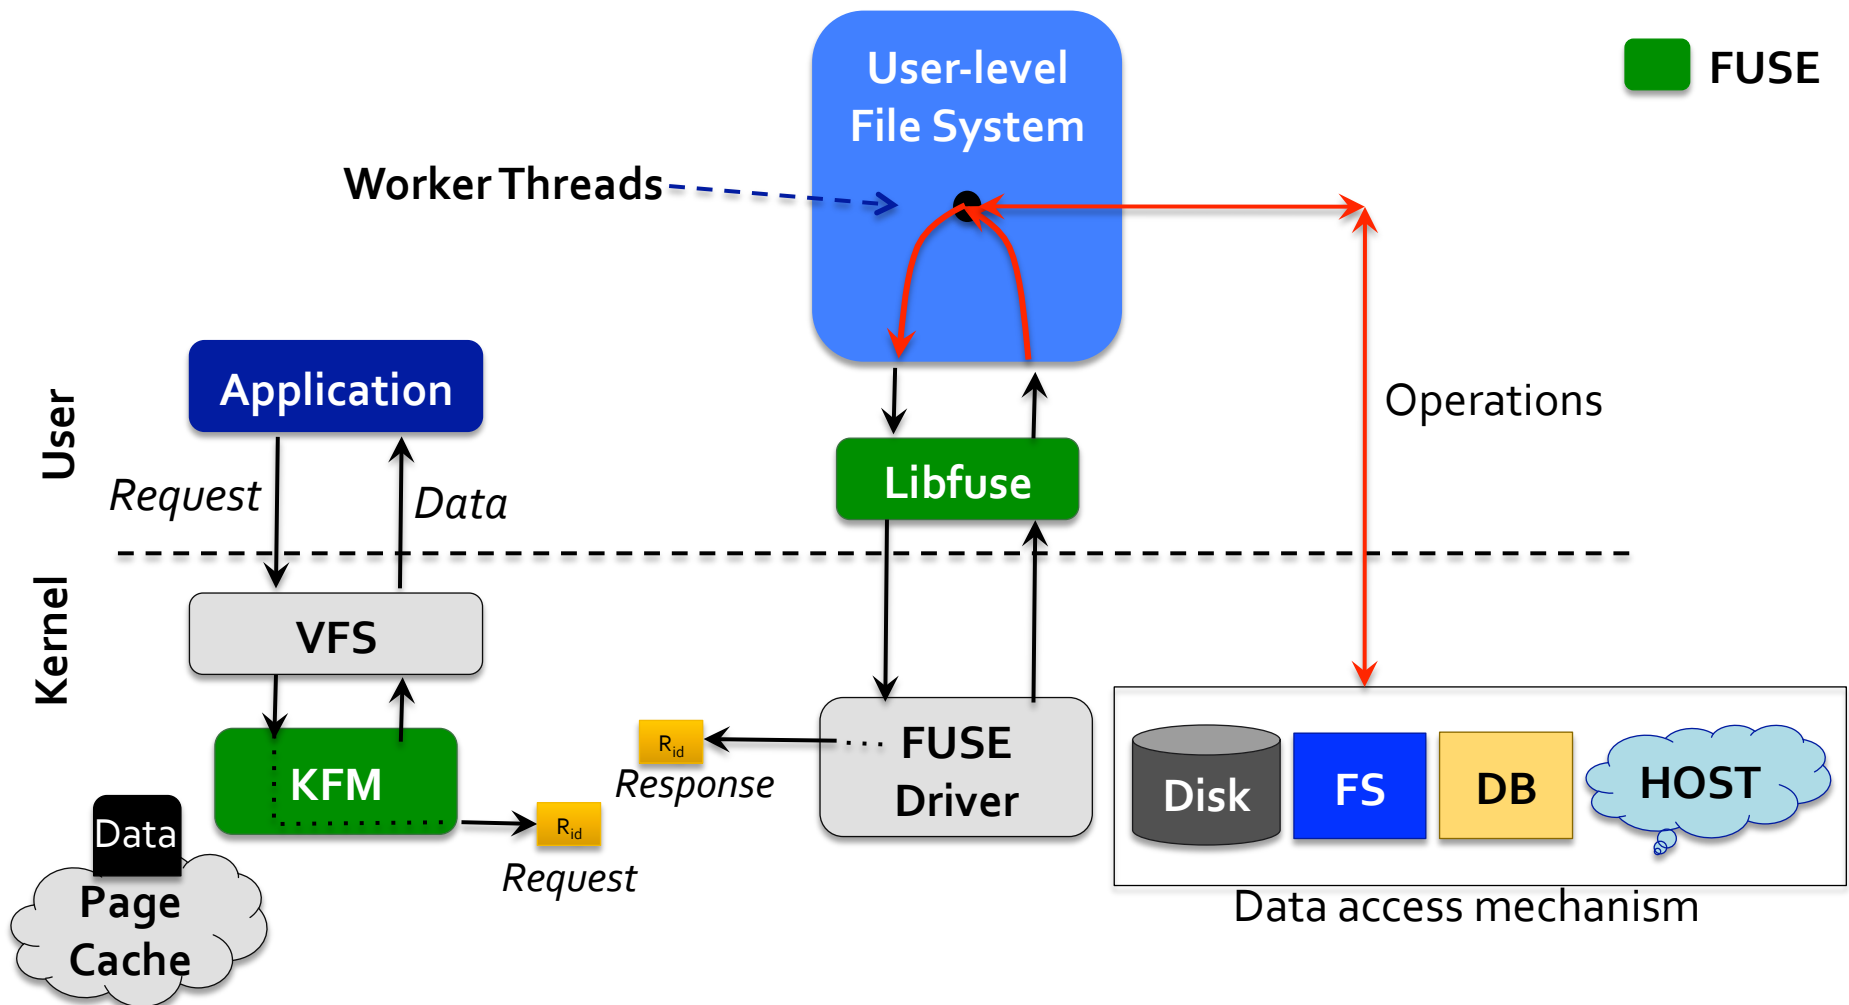 User-level
File System
FUSE
Worker Threads
Application
Operations
User
Request
Data
Libfuse
Kernel
VFS
KFM
Rid
Response
FUSE
Driver
Disk
FS
DB
HOST
Data
Rid
Request
Page
Cache
Data access mechanism